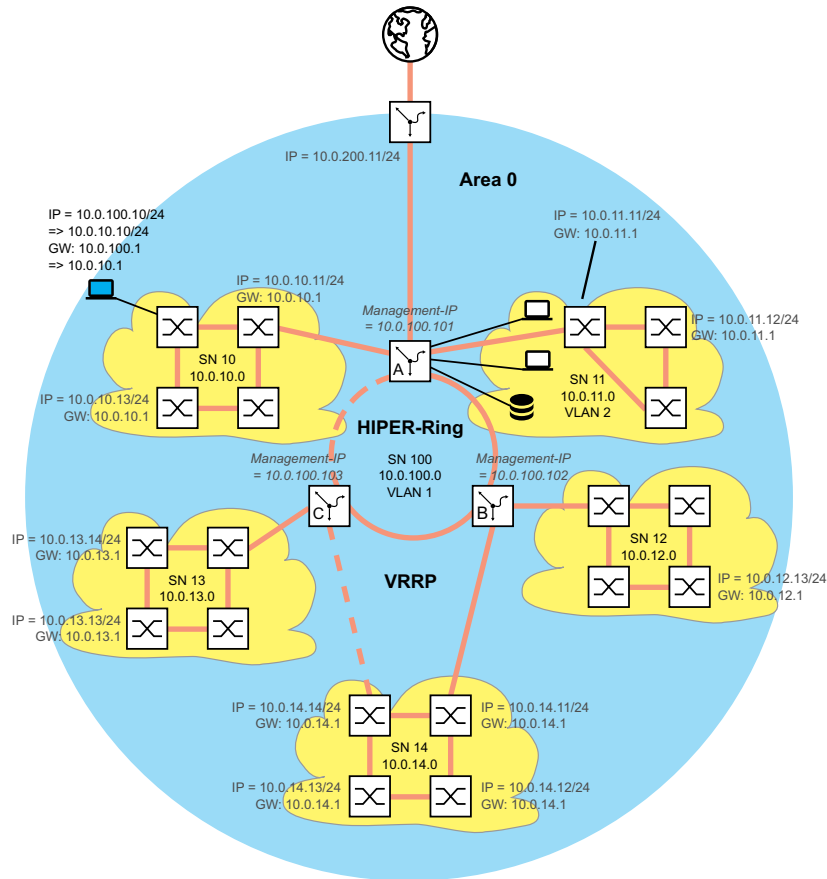 IP = 10.0.200.11/24
Area 0
IP = 10.0.100.10/24
=> 10.0.10.10/24
GW: 10.0.100.1
=> 10.0.10.1
IP = 10.0.11.11/24
GW: 10.0.11.1
IP = 10.0.10.11/24
GW: 10.0.10.1
Management-IP
= 10.0.100.101
IP = 10.0.11.12/24
GW: 10.0.11.1
SN 10
10.0.10.0
A
SN 11
10.0.11.0
VLAN 2
IP = 10.0.10.13/24
GW: 10.0.10.1
HIPER-Ring
SN 100
10.0.100.0
VLAN 1
Management-IP
= 10.0.100.103
Management-IP
= 10.0.100.102
C
B
IP = 10.0.13.14/24
GW: 10.0.13.1
SN 12
10.0.12.0
SN 13
10.0.13.0
VRRP
IP = 10.0.12.13/24
GW: 10.0.12.1
IP = 10.0.13.13/24
GW: 10.0.13.1
IP = 10.0.14.14/24
GW: 10.0.14.1
IP = 10.0.14.11/24
GW: 10.0.14.1
SN 14
10.0.14.0
IP = 10.0.14.13/24
GW: 10.0.14.1
IP = 10.0.14.12/24
GW: 10.0.14.1